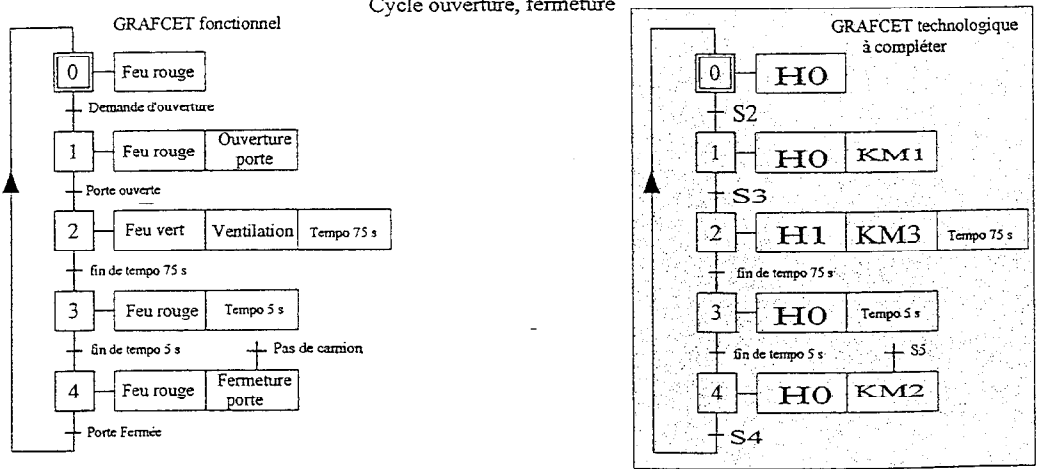 Cycle ouverture, fermeture
GRAFCET fonctionnel
0
Feu rouge
Demande d'ouverture
1
Feu rouge
Ouverture
porte
Porte ouverte
2
Feu vert
Ventilation
Tempo 75 s
fin de tempo 75 s
3
Feu rouge
Tempo 5 s
fin de tempo 5 s
Pas de camion
4
Feu rouge
Fermeture
porte
Porte Fermée
GRAFCET technologique
à compléter
0
H0
S2
1
H0
KM1
S3
2
H1
KM3
Tempo 75 s
fin de tempo 75 s
3
H0
Tempo 5 s
fin de tempo 5 s
S5
4
H0
KM2
S4